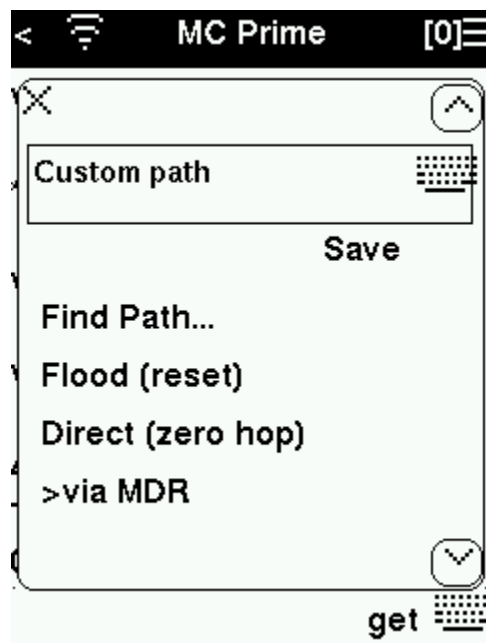 < MC Prime [0]
Custom path
Save
Find Path...
Flood (reset)
Direct (zero hop)
>via MDR
get